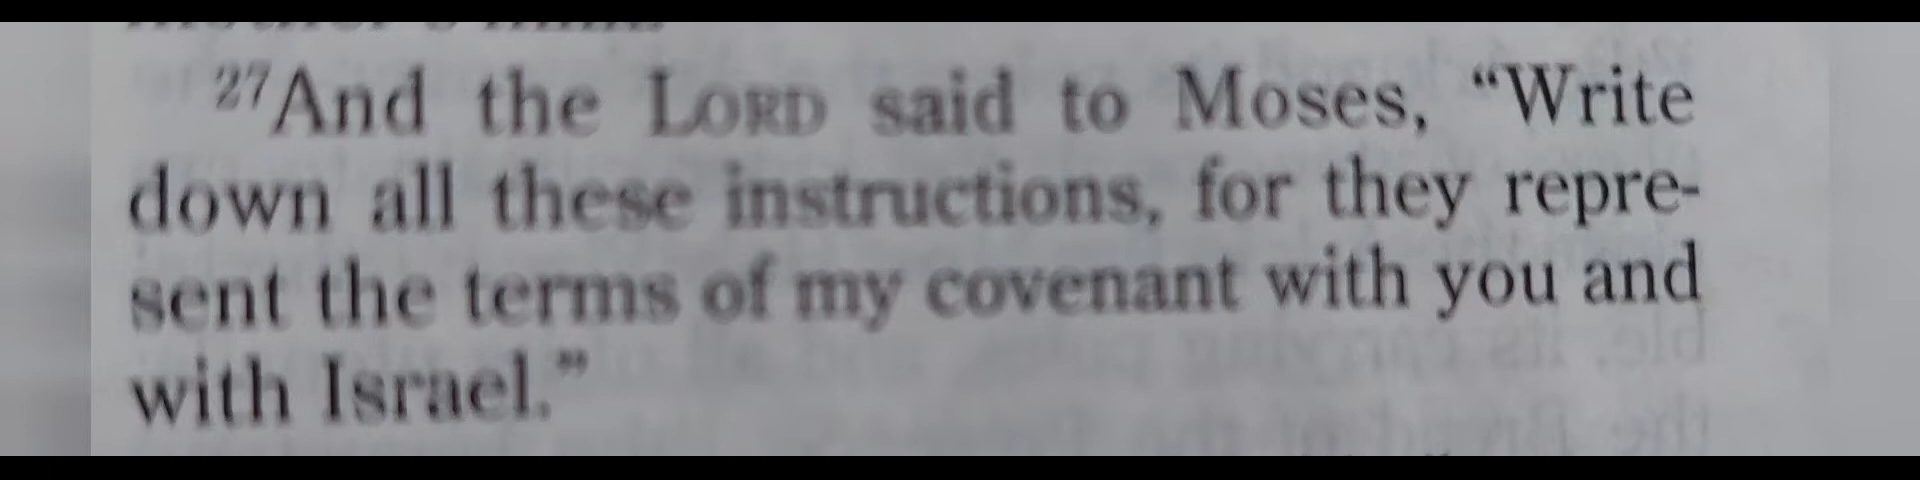 27And the LORD said to Moses, “Write
down all these instructions, for they repre-
sent the terms of my covenant with you and
with Israel.”